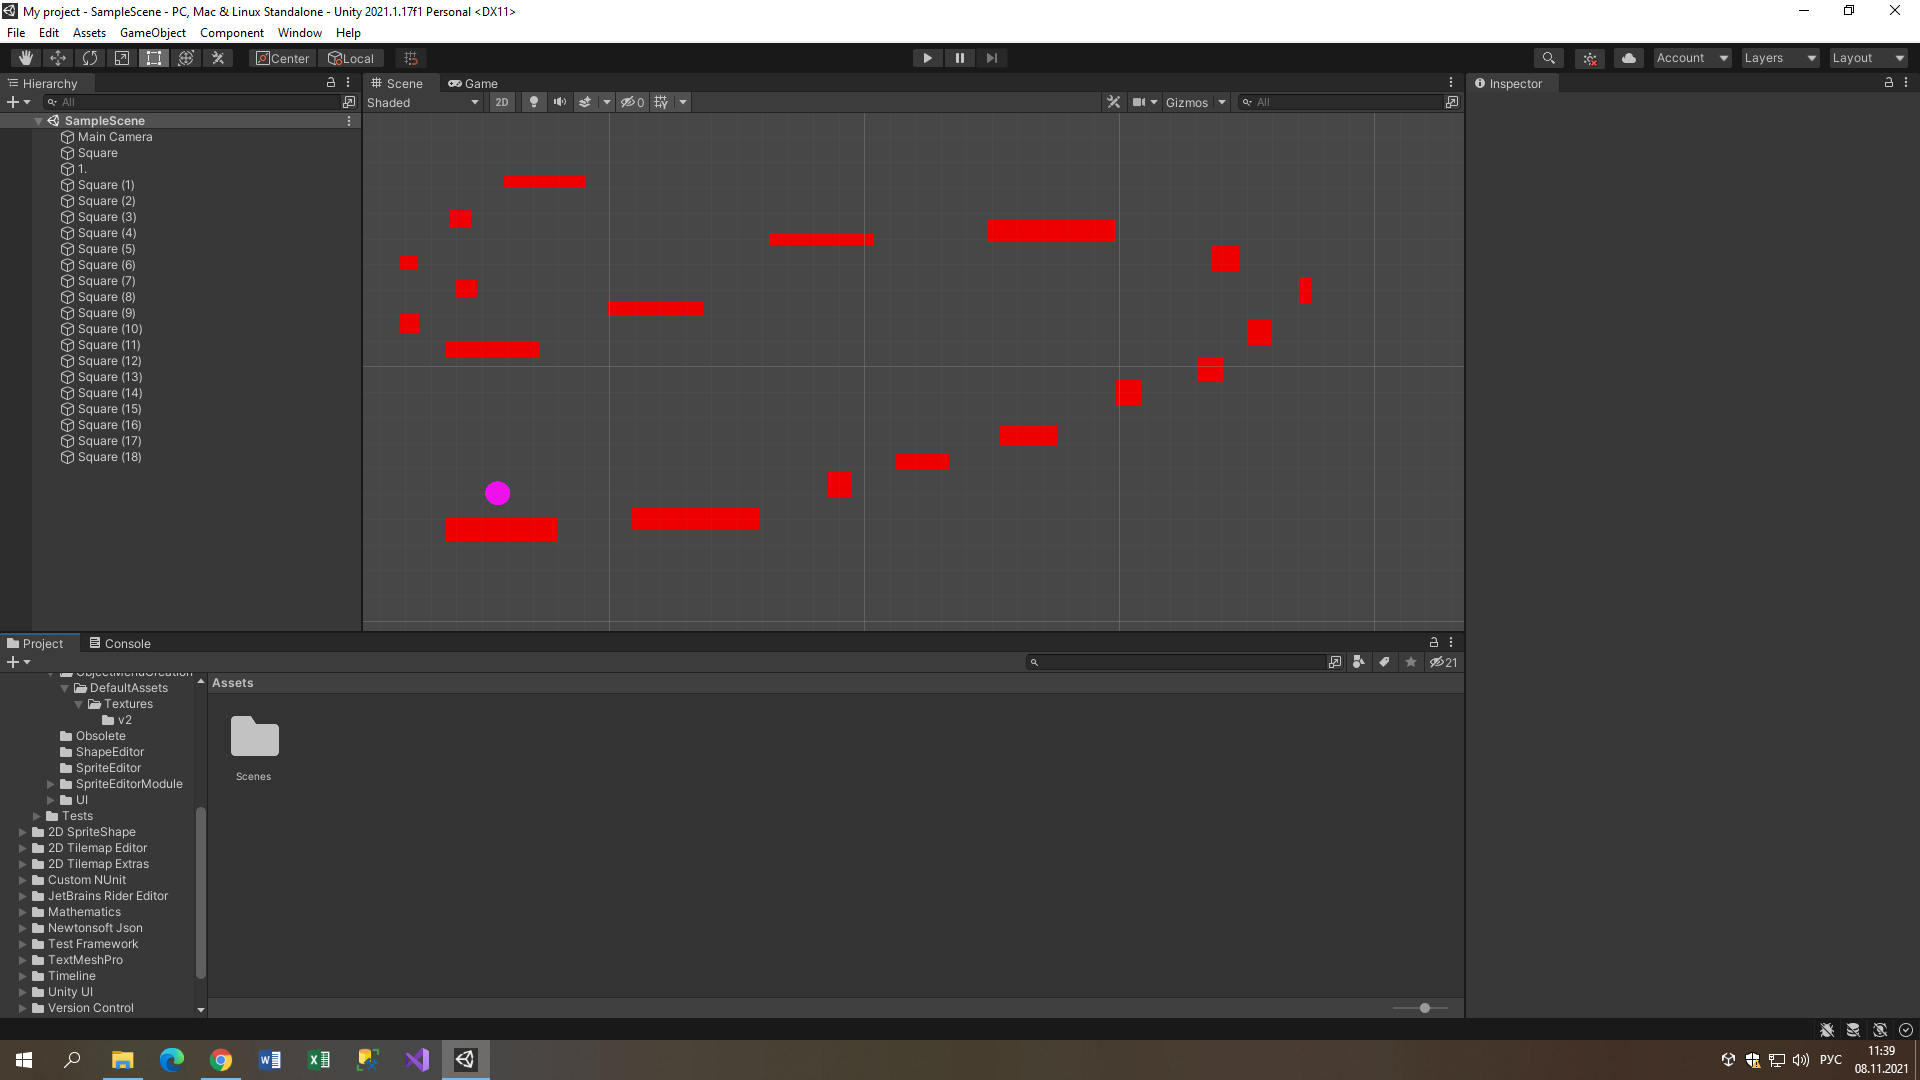 My project - SampleScene - PC, Mac & Linux Standalone - Unity 2021.1.17f1 Personal <DX11>
File Edit Assets GameObject Component Window Help
Center Local Account Layers Layout
Hierarchy
All
SampleScene
Main Camera
Square
1.
Square (1)
Square (2)
Square (3)
Square (4)
Square (5)
Square (6)
Square (7)
Square (8)
Square (9)
Square (10)
Square (11)
Square (12)
Square (13)
Square (14)
Square (15)
Square (16)
Square (17)
Square (18)
Scene Game
Shaded 2D 0 Gizmos All
Inspector
Project Console
21
ObjectMenuCreation
DefaultAssets
Textures
v2
Obsolete
ShapeEditor
SpriteEditor
SpriteEditorModule
UI
Tests
2D SpriteShape
2D Tilemap Editor
2D Tilemap Extras
Custom NUnit
JetBrains Rider Editor
Mathematics
Newtonsoft Json
Test Framework
TextMeshPro
Timeline
Unity UI
Version Control
Assets
Scenes
РУС
11:39
08.11.2021